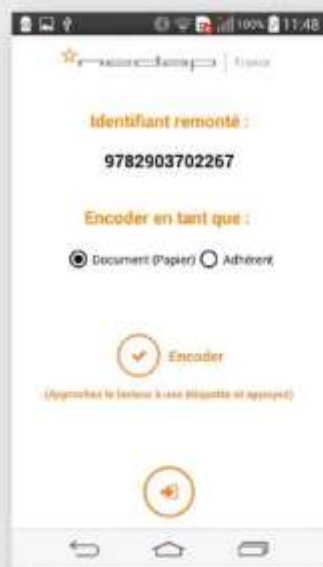 100% 11:48
France
Identifiant remonté :
9782903702267
Encoder en tant que :
Document (Papier) Adhérent
Encoder
(Approchez le lecteur à une étiquette et appuyez)